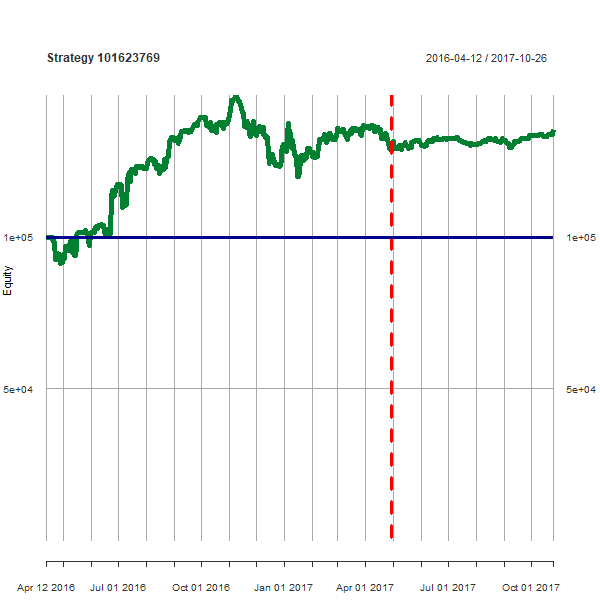 Strategy 101623769
2016-04-12 / 2017-10-26
1e+05
1e+05
Equity
5e+04
5e+04
Apr 12 2016
Jul 01 2016
Oct 01 2016
Jan 01 2017
Apr 01 2017
Jul 01 2017
Oct 01 2017